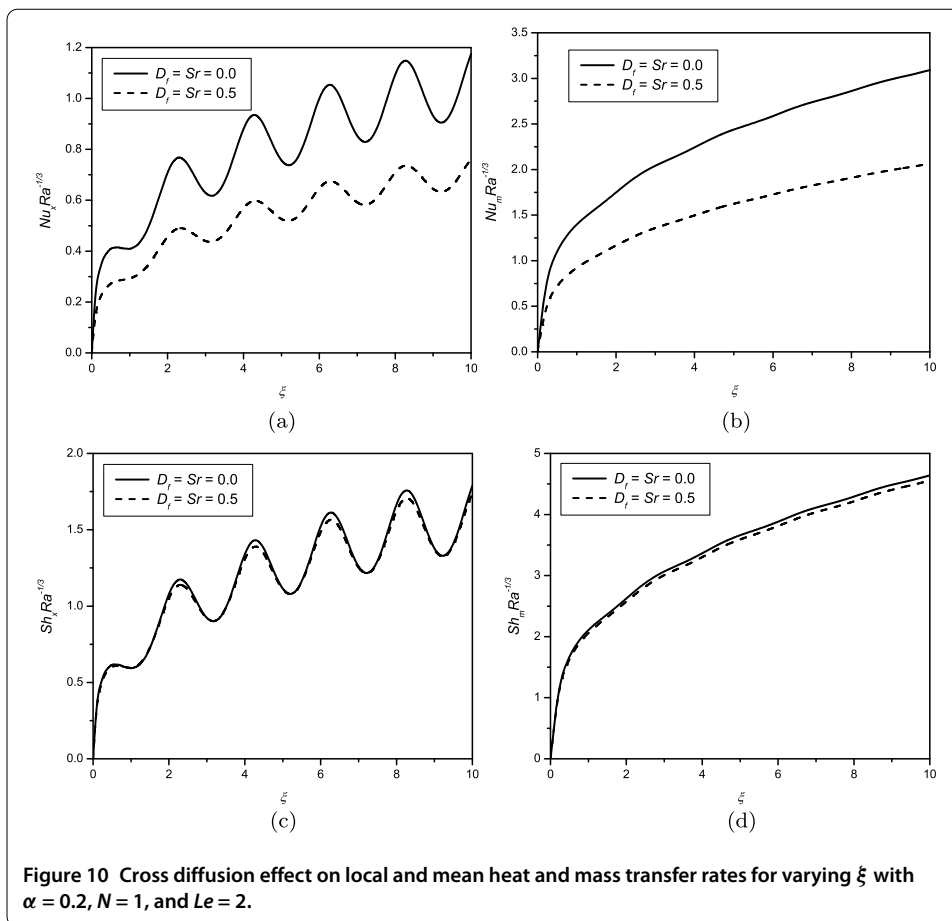 D_f = Sr = 0.0
D_f = Sr = 0.5
Nu_x Ra^{-1/3}
1.2
1.0
0.8
0.6
0.4
0.2
0.0
0 2 4 6 8 10
ξ
(a)
D_f = Sr = 0.0
D_f = Sr = 0.5
Nu_m Ra^{-1/3}
3.5
3.0
2.5
2.0
1.5
1.0
0.5
0.0
0 2 4 6 8 10
ξ
(b)
D_f = Sr = 0.0
D_f = Sr = 0.5
Sh_x Ra^{-1/3}
2.0
1.5
1.0
0.5
0.0
0 2 4 6 8 10
ξ
(c)
D_f = Sr = 0.0
D_f = Sr = 0.5
Sh_m Ra^{-1/3}
5
4
3
2
1
0
0 2 4 6 8 10
ξ
(d)
Figure 10 Cross diffusion effect on local and mean heat and mass transfer rates for varying ξ with
α = 0.2, N = 1, and Le = 2.